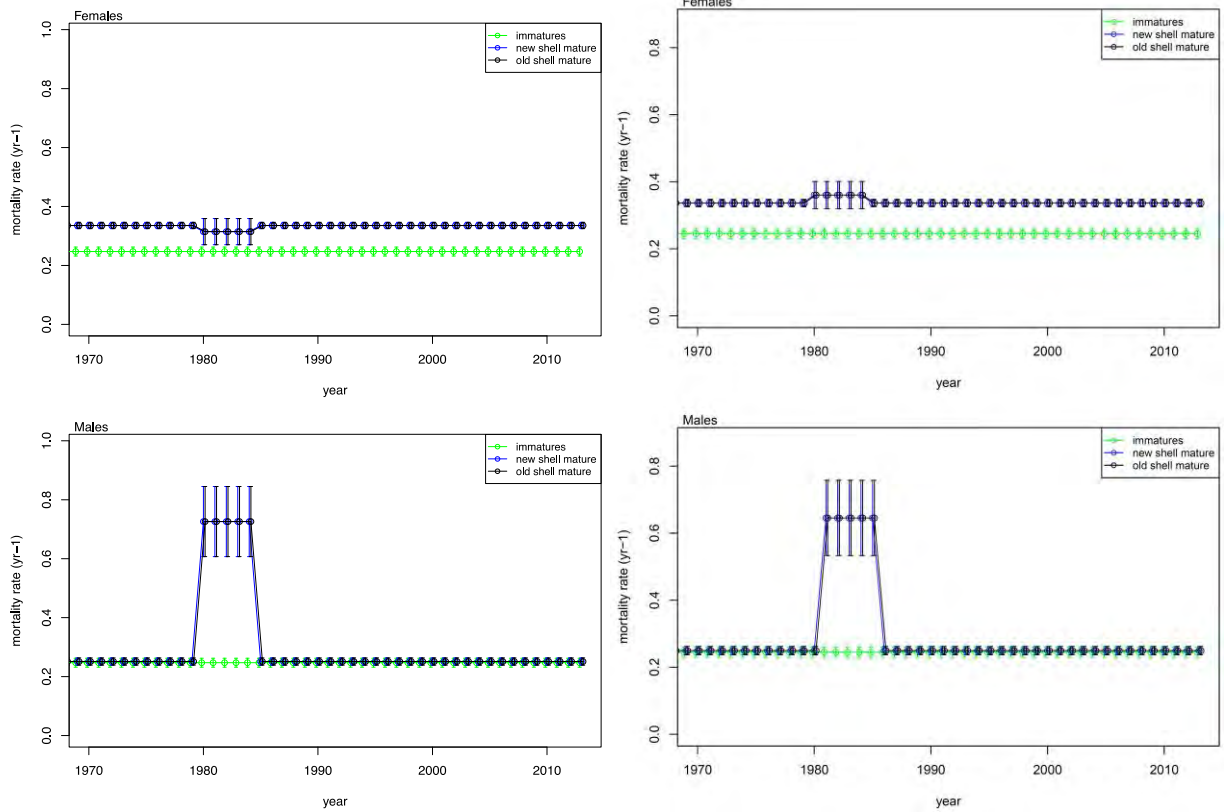 Females
immatures
new shell mature
old shell mature
mortality rate (yr−1)
0.0 0.2 0.4 0.6 0.8 1.0
1970 1980 1990 2000 2010
year
Females
immatures
new shell mature
old shell mature
mortality rate (yr−1)
0.0 0.2 0.4 0.6 0.8
1970 1980 1990 2000 2010
year
Males
immatures
new shell mature
old shell mature
mortality rate (yr−1)
0.0 0.2 0.4 0.6 0.8 1.0
1970 1980 1990 2000 2010
year
Males
immatures
new shell mature
old shell mature
mortality rate (yr−1)
0.0 0.2 0.4 0.6 0.8
1970 1980 1990 2000 2010
year